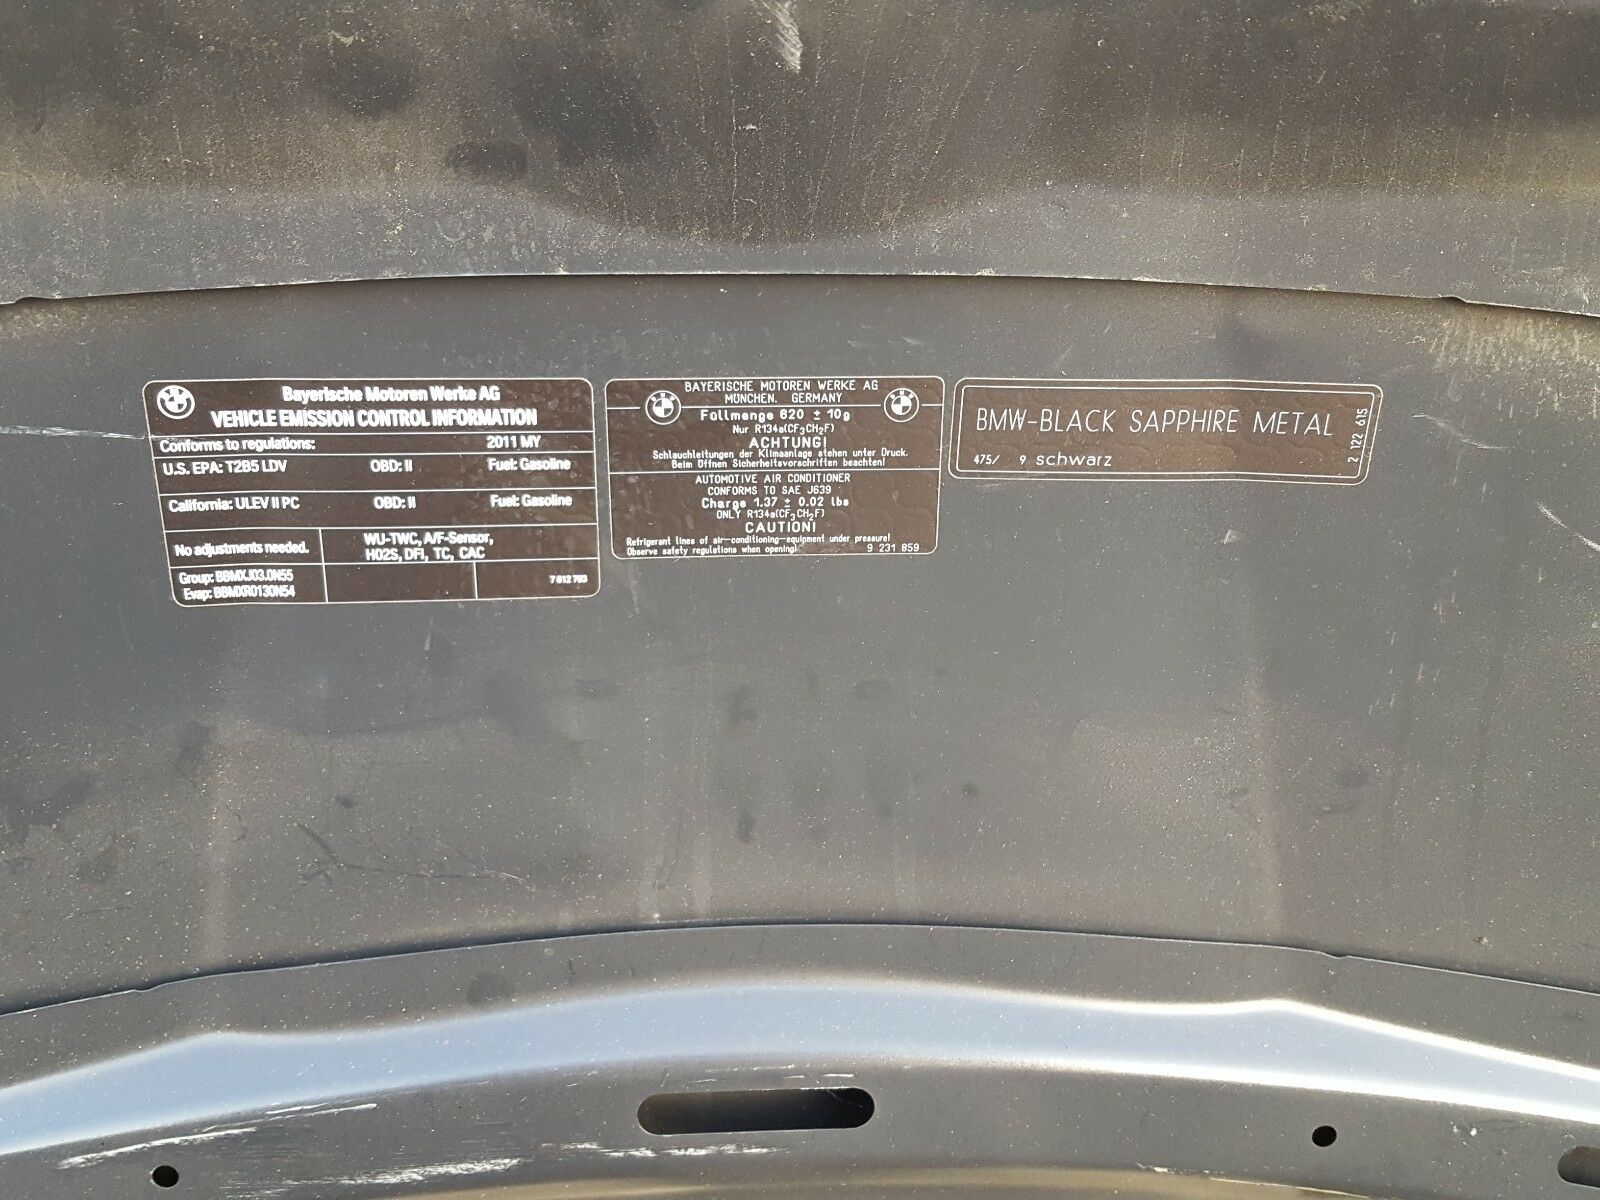 Bayerische Motoren Werke AG
VEHICLE EMISSION CONTROL INFORMATION
Conforms to regulations: 2011 MY
U.S. EPA: T2B5 LDV OBD: II Fuel: Gasoline
California: ULEV II PC OBD: II Fuel: Gasoline
No adjustments needed. WU-TWC, A/F-Sensor,
HO2S, DFI, TC, CAC
Group: BBMXJ03.0N55
Evap: BBMXR0130N54
7 612 783
BAYERISCHE MOTOREN WERKE AG
MÜNCHEN, GERMANY
Füllmenge 620 ± 10g
Nur R134a(CF3CH2F)
ACHTUNG!
Schlauchleitungen der Klimaanlage stehen unter Druck.
Beim Öffnen Sicherheitsvorschriften beachten!
AUTOMOTIVE AIR CONDITIONER
CONFORMS TO SAE J639
Charge 1.37 ± 0.02 lbs
ONLY R134a(CF3CH2F)
CAUTION!
Refrigerant lines of air-conditioning-equipment under pressure!
Observe safety regulations when opening!
9 231 859
BMW-BLACK SAPPHIRE METAL
475/ 9 schwarz
2 122 615